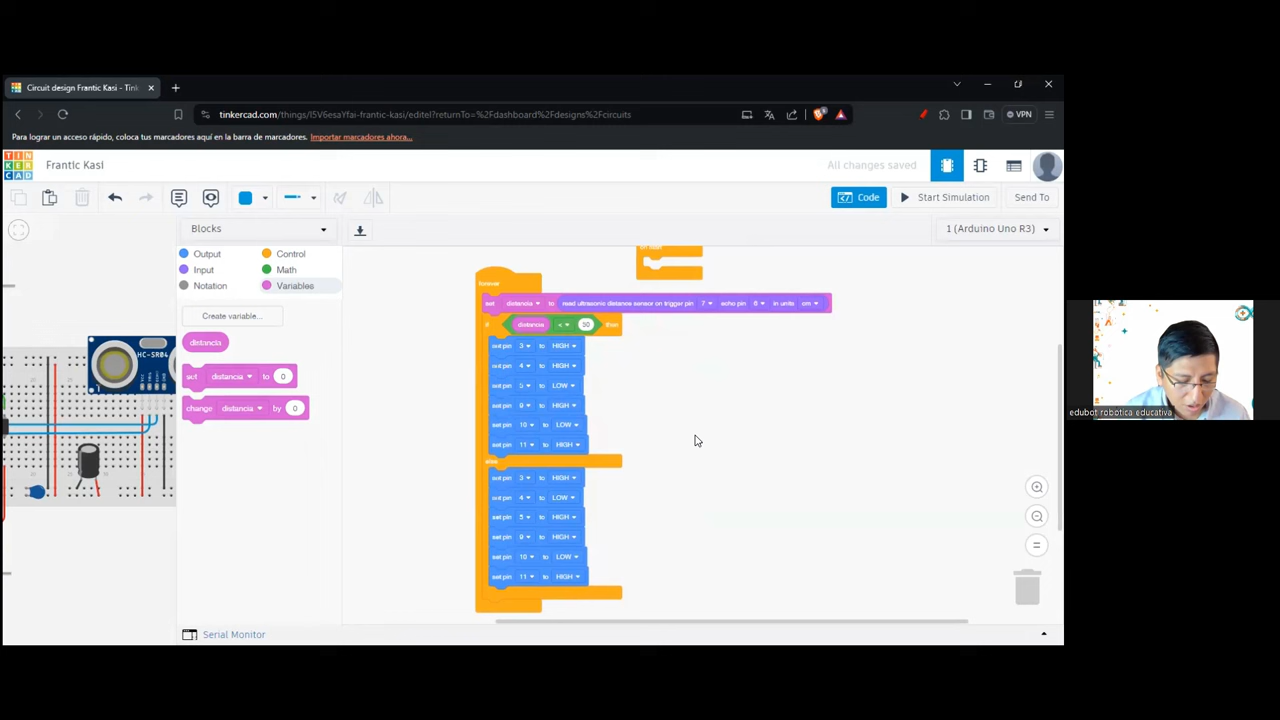 Circuit design Frantic Kasi - Tink
tinkercad.com/things/I5V6esaYfai-frantic-kasi/editel?returnTo=%2Fdashboard%2Fdesigns%2Fcircuits
VPN
Para lograr un acceso rápido, coloca tus marcadores aquí en la barra de marcadores. Importar marcadores ahora...
TIN
KER
CAD
Frantic Kasi
All changes saved
Code
Start Simulation
Send To
Blocks
1 (Arduino Uno R3)
Output
Control
Input
Math
Notation
Variables
Create variable...
distancia
set distancia to 0
change distancia by 0
HC-SR04
forever
set distancia to read ultrasonic distance sensor on trigger pin 7 echo pin 6 in units cm
if distancia < 30 then
set pin 3 to HIGH
set pin 4 to HIGH
set pin 5 to LOW
set pin 9 to HIGH
set pin 10 to LOW
set pin 11 to HIGH
else
set pin 3 to HIGH
set pin 4 to LOW
set pin 5 to HIGH
set pin 9 to HIGH
set pin 10 to LOW
set pin 11 to HIGH
Serial Monitor
edubot robotica educativa